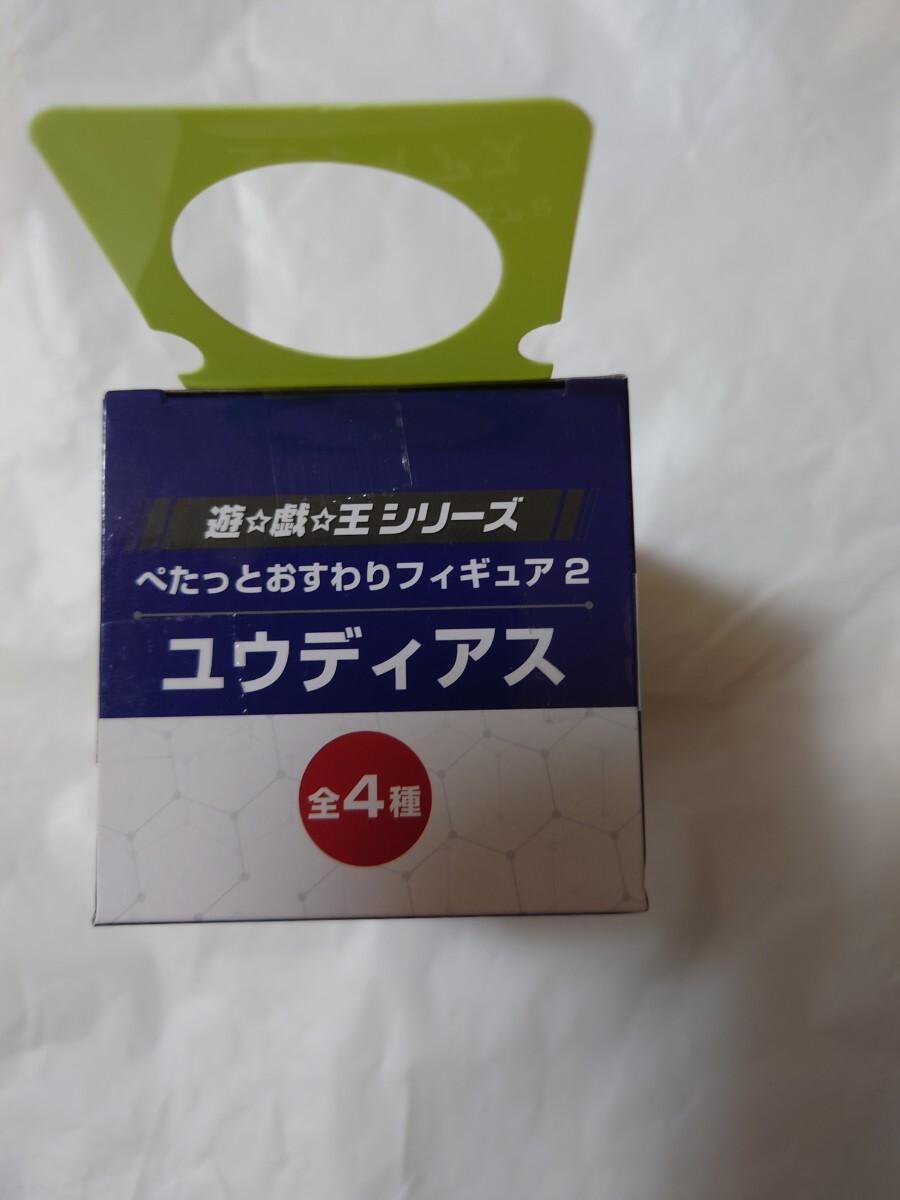 遊☆戯☆王シリーズ
ぺたっとおすわりフィギュア2
ユウディアス
全4種